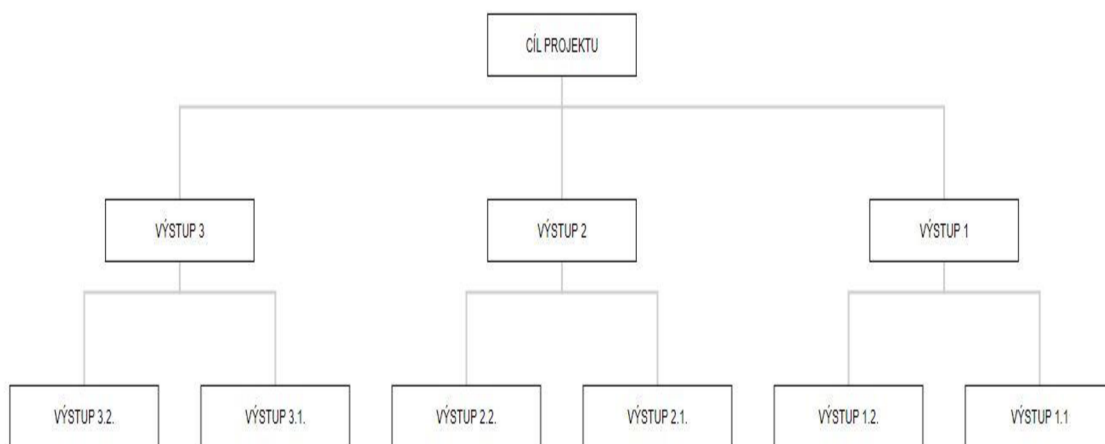 CÍL PROJEKTU
VÝSTUP 3
VÝSTUP 2
VÝSTUP 1
VÝSTUP 3.2.
VÝSTUP 3.1.
VÝSTUP 2.2.
VÝSTUP 2.1.
VÝSTUP 1.2.
VÝSTUP 1.1